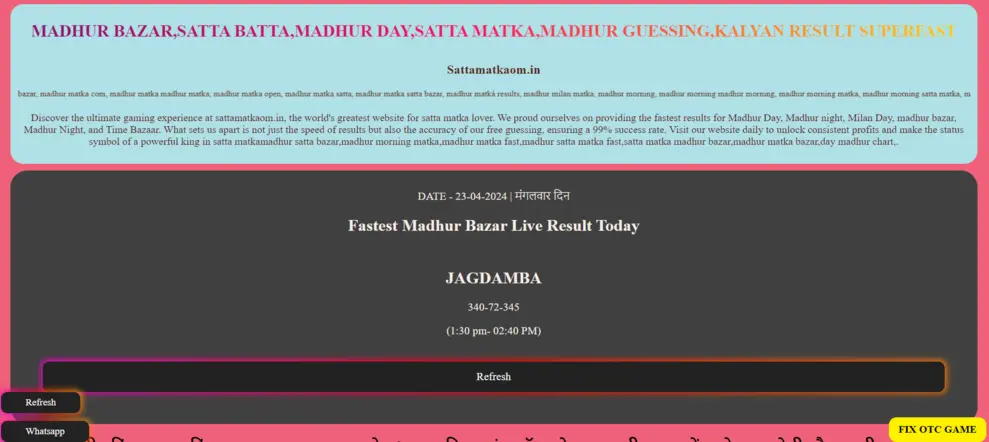 MADHUR BAZAR,SATTA BATTA,MADHUR DAY,SATTA MATKA,MADHUR GUESSING,KALYAN RESULT SUPERFAST
Sattamatkaom.in
bazar, madhur matka com, madhur matka madhur matka, madhur matka open, madhur matka satta, madhur matka satta bazar, madhur matka results, madhur milan matka, madhur morning, madhur morning madhur morning, madhur morning matka, madhur morning satta matka, m
Discover the ultimate gaming experience at sattamatkaom.in, the world's greatest website for satta matka lover. We proud ourselves on providing the fastest results for Madhur Day, Madhur night, Milan Day, madhur bazar,
Madhur Night, and Time Bazaar. What sets us apart is not just the speed of results but also the accuracy of our free guessing, ensuring a 99% success rate. Visit our website daily to unlock consistent profits and make the status
symbol of a powerful king in satta matkamadhur satta bazar,madhur morning matka,madhur matka fast,madhur satta matka fast,satta matka madhur bazar,madhur matka bazar,day madhur chart,.
DATE - 23-04-2024 | मंगलवार दिन
Fastest Madhur Bazar Live Result Today
JAGDAMBA
340-72-345
(1:30 pm- 02:40 PM)
Refresh
Refresh
Whatsapp
FIX OTC GAME